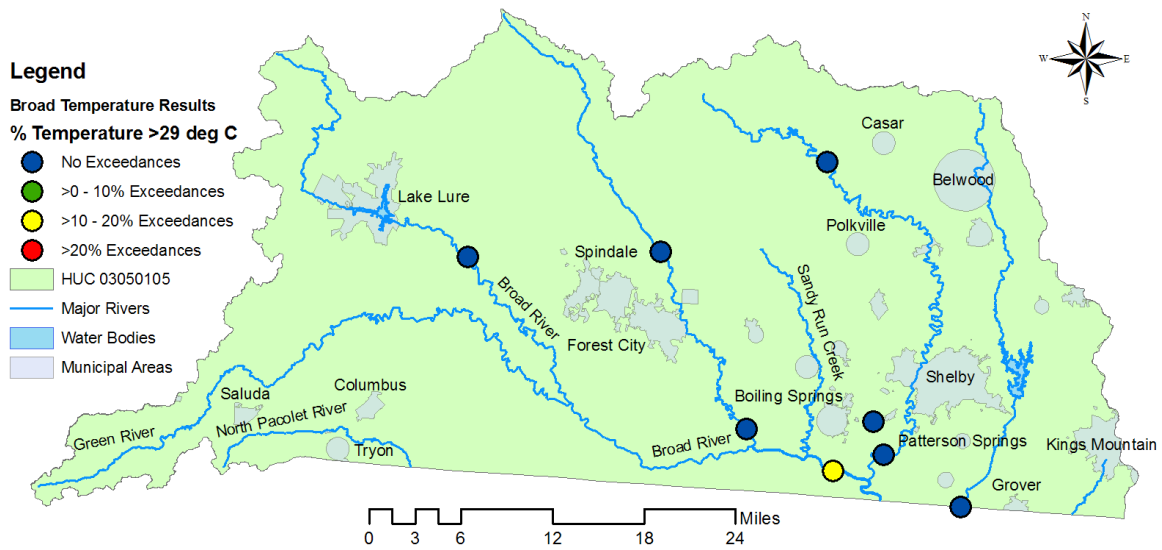 Legend
Broad Temperature Results
% Temperature >29 deg C
No Exceedances
>0 - 10% Exceedances
>10 - 20% Exceedances
>20% Exceedances
HUC 03050105
Major Rivers
Water Bodies
Municipal Areas
N
W E
S
Casar
Belwood
Lake Lure
Polkville
Spindale
Sandy Run Creek
Broad River
Forest City
Shelby
Columbus
Saluda
Boiling Springs
North Pacolet River
Green River
Broad River
Patterson Springs
Kings Mountain
Tryon
Grover
Miles
0 3 6 12 18 24